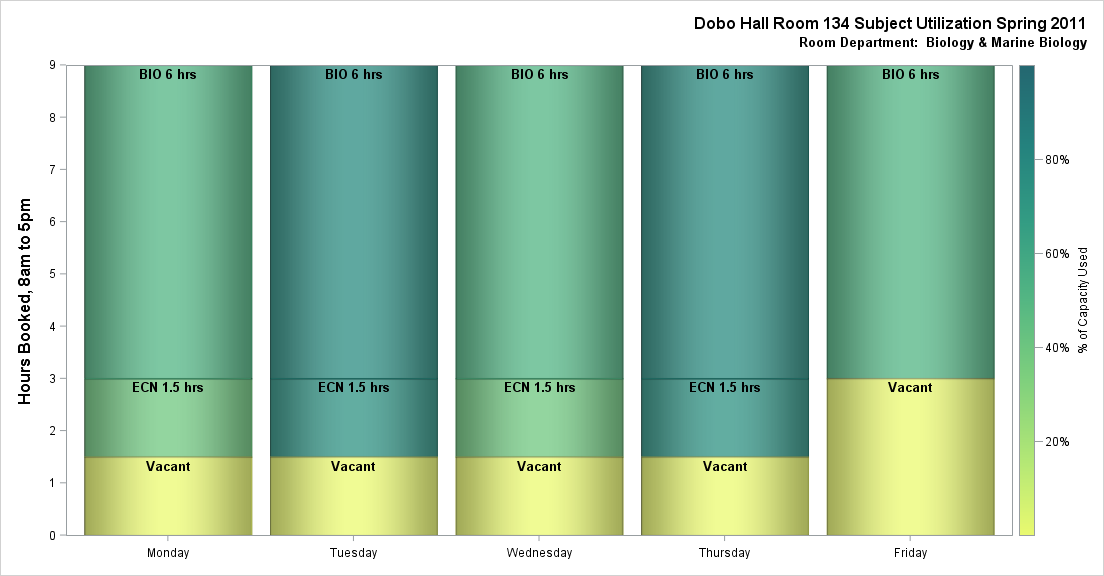 Dobo Hall Room 134 Subject Utilization Spring 2011
Room Department: Biology & Marine Biology
Hours Booked, 8am to 5pm
9
8
7
6
5
4
3
2
1
0
BIO 6 hrs
BIO 6 hrs
BIO 6 hrs
BIO 6 hrs
BIO 6 hrs
ECN 1.5 hrs
ECN 1.5 hrs
ECN 1.5 hrs
ECN 1.5 hrs
Vacant
Vacant
Vacant
Vacant
Vacant
Monday
Tuesday
Wednesday
Thursday
Friday
80%
60%
40%
20%
% of Capacity Used